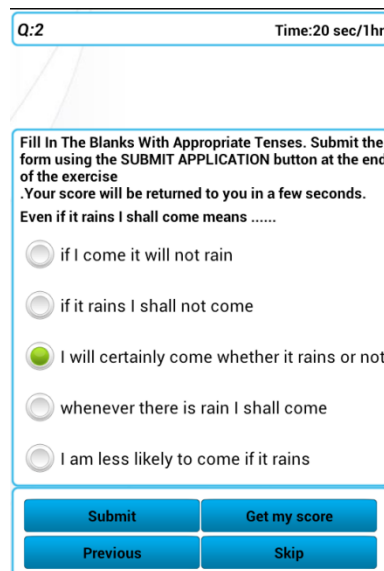 Q:2
Time:20 sec/1hr
Fill In The Blanks With Appropriate Tenses. Submit the
form using the SUBMIT APPLICATION button at the end
of the exercise
.Your score will be returned to you in a few seconds.
Even if it rains I shall come means ......
if I come it will not rain
if it rains I shall not come
I will certainly come whether it rains or not
whenever there is rain I shall come
I am less likely to come if it rains
Submit
Get my score
Previous
Skip